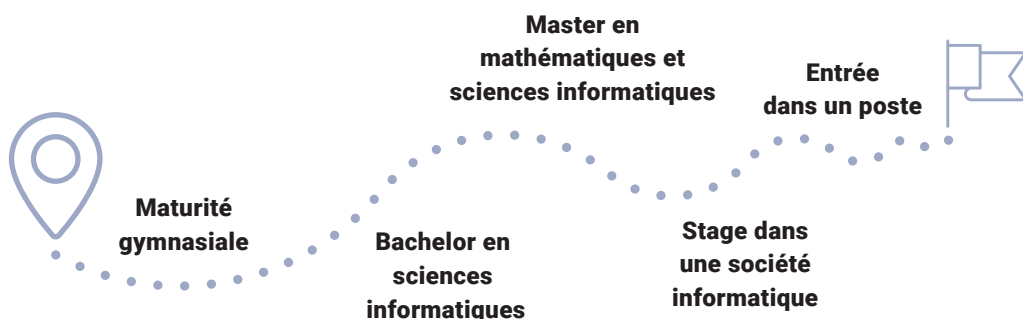 Maturité
gymnasiale
Bachelor en
sciences
informatiques
Master en
mathématiques et
sciences informatiques
Stage dans
une société
informatique
Entrée
dans un poste